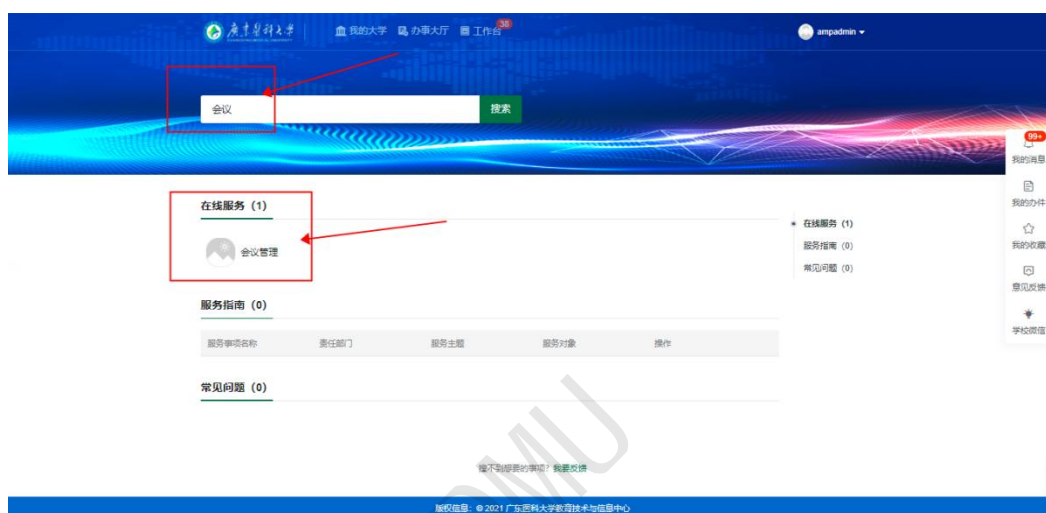 广东医科大学
我的大学 办事大厅 工作台 38
ampadmin
会议 搜索
99+
我的消息
我的办件
我的收藏
意见反馈
学校微信
在线服务（1）
会议管理
在线服务（1）
服务指南（0）
常见问题（0）
服务指南（0）
服务事项名称 责任部门 服务主题 服务对象 操作
常见问题（0）
搜不到想要的事项？我要反馈
版权信息：© 2021 广东医科大学教育技术与信息中心